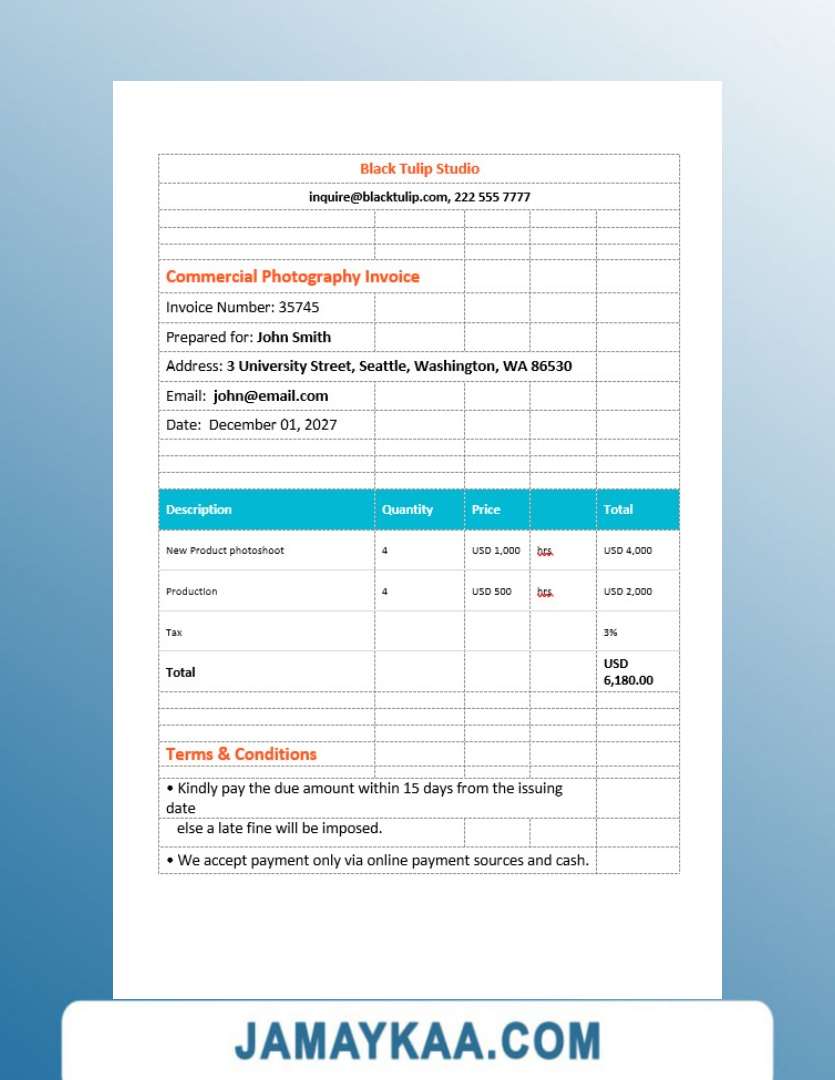 Black Tulip Studio
inquire@blacktulip.com, 222 555 7777
Commercial Photography Invoice
Invoice Number: 35745
Prepared for: John Smith
Address: 3 University Street, Seattle, Washington, WA 86530
Email: john@email.com
Date: December 01, 2027
Description Quantity Price Total
New Product photoshoot 4 USD 1,000 hrs. USD 4,000
Production 4 USD 500 hrs. USD 2,000
Tax 3%
Total USD 6,180.00
Terms & Conditions
• Kindly pay the due amount within 15 days from the issuing
date
else a late fine will be imposed.
• We accept payment only via online payment sources and cash.
JAMAYKAA.COM